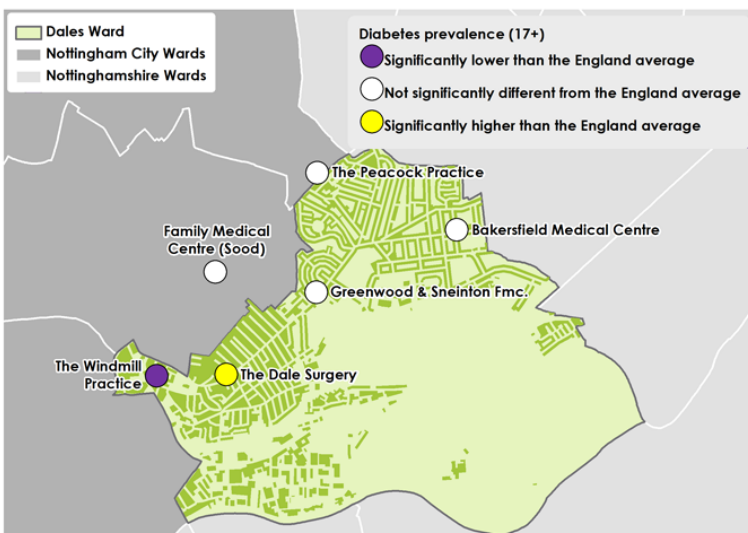 Dales Ward
Nottingham City Wards
Nottinghamshire Wards
Diabetes prevalence (17+)
Significantly lower than the England average
Not significantly different from the England average
Significantly higher than the England average
The Peacock Practice
Family Medical
Centre (Sood)
Bakersfield Medical Centre
Greenwood & Sneinton Fmc.
The Windmill
Practice
The Dale Surgery